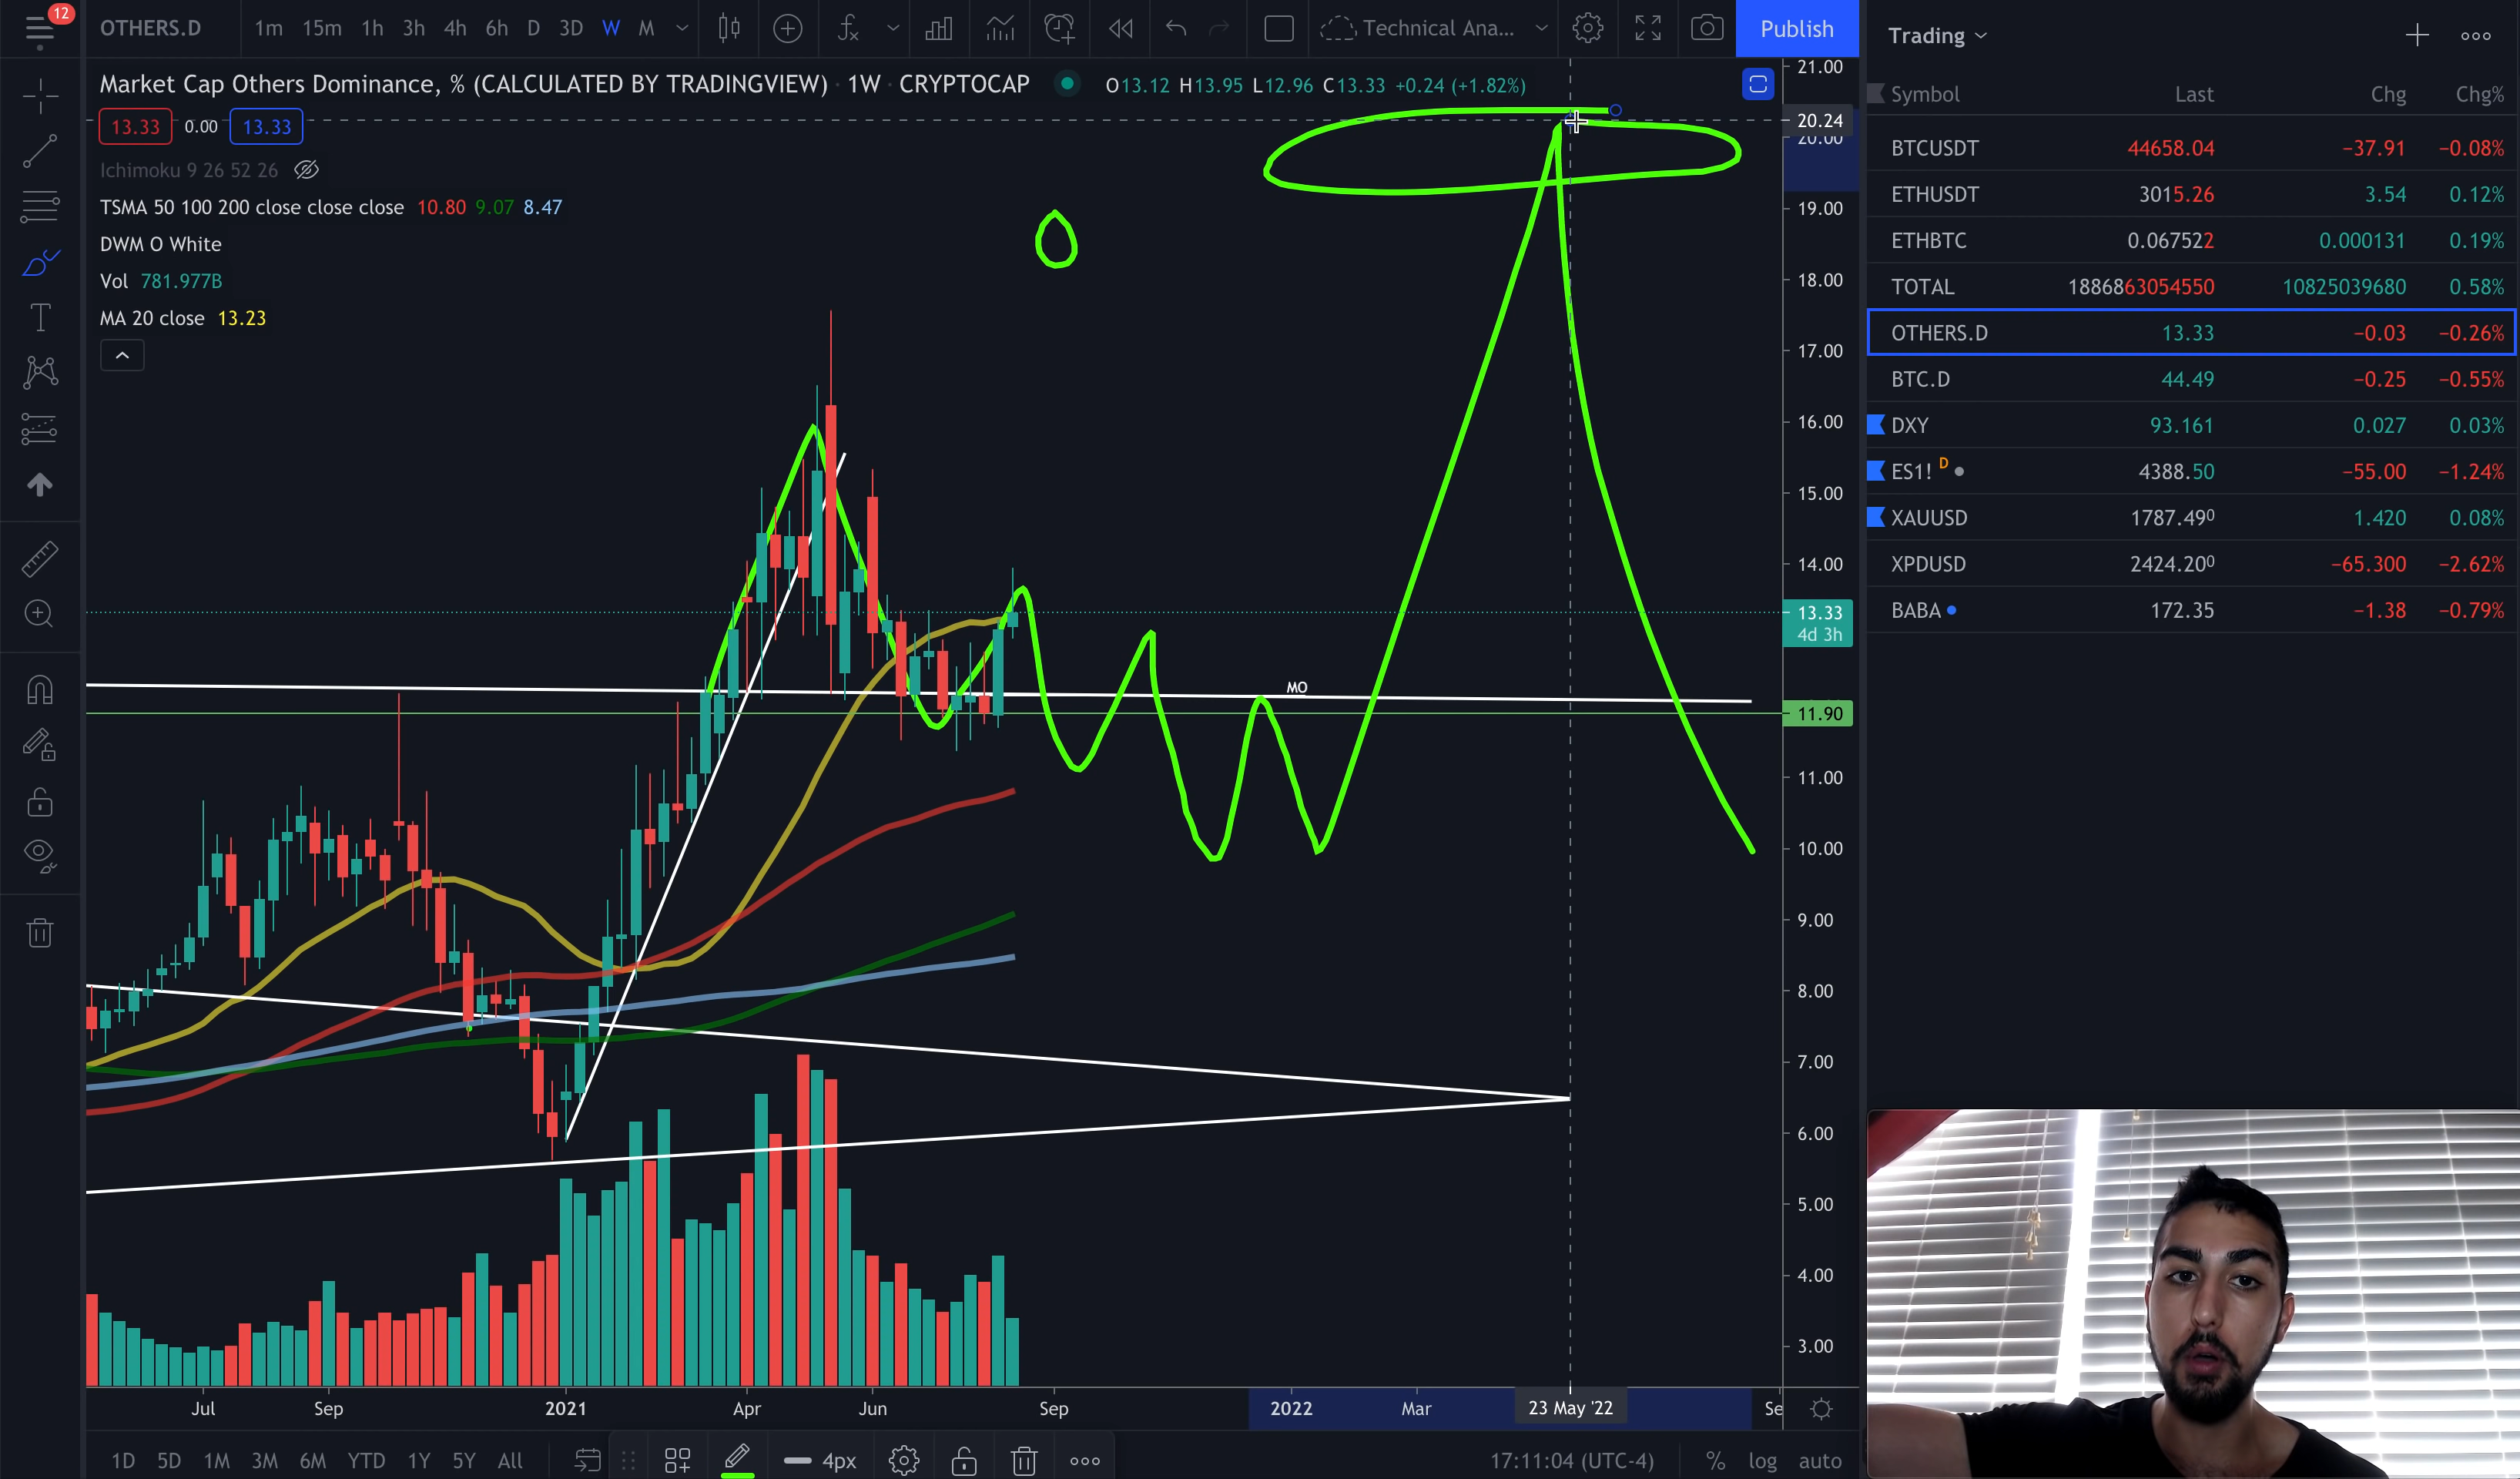 12
OTHERS.D 1m 15m 1h 3h 4h 6h D 3D W M Technical Ana... Publish
Market Cap Others Dominance, % (CALCULATED BY TRADINGVIEW) · 1W · CRYPTOCAP O13.12 H13.95 L12.96 C13.33 +0.24 (+1.82%)
13.33 0.00 13.33
Ichimoku 9 26 52 26
TSMA 50 100 200 close close close 10.80 9.07 8.47
DWM O White
Vol 781.977B
MA 20 close 13.23
MO
21.00
20.24
20.00
19.00
18.00
17.00
16.00
15.00
14.00
13.33
4d 3h
11.90
11.00
10.00
9.00
8.00
7.00
6.00
5.00
4.00
3.00
Jul Sep 2021 Apr Jun Sep 2022 Mar 23 May '22 Se
1D 5D 1M 3M 6M YTD 1Y 5Y All 4px 17:11:04 (UTC-4) % log auto
Trading
Symbol Last Chg Chg%
BTCUSDT 44658.04 −37.91 −0.08%
ETHUSDT 3015.26 3.54 0.12%
ETHBTC 0.067522 0.000131 0.19%
TOTAL 1886863054550 10825039680 0.58%
OTHERS.D 13.33 −0.03 −0.26%
BTC.D 44.49 −0.25 −0.55%
DXY 93.161 0.027 0.03%
ES1! D 4388.50 −55.00 −1.24%
XAUUSD 1787.490 1.420 0.08%
XPDUSD 2424.200 −65.300 −2.62%
BABA 172.35 −1.38 −0.79%